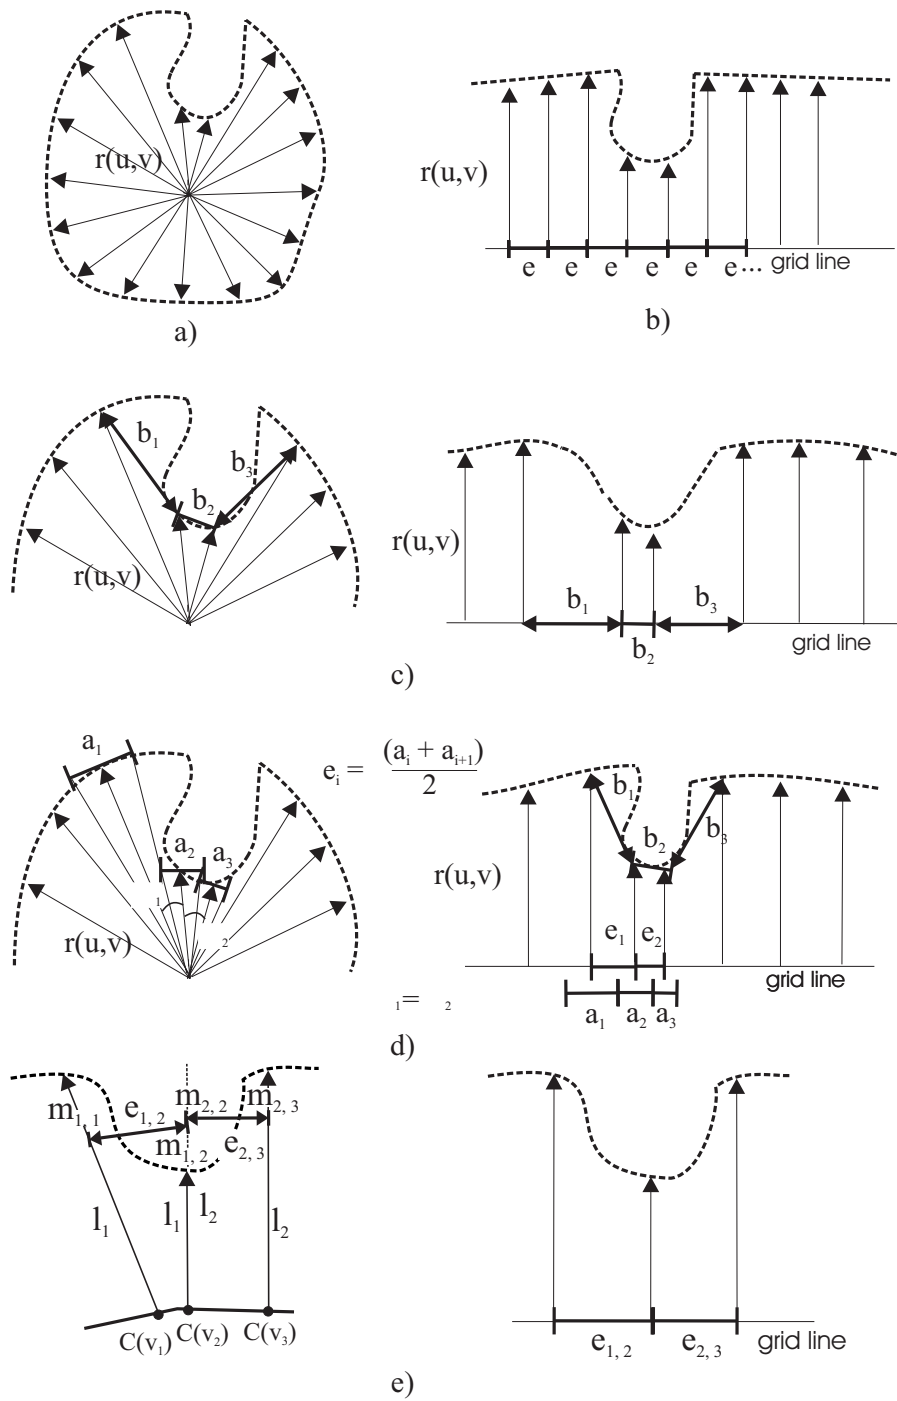 r(u,v)
a)
r(u,v)
e e e e e e... grid line
b)
b1
b2
b3
r(u,v)
r(u,v)
b1
b2
b3
grid line
c)
a1
a2
a3
1
2
r(u,v)
ei = (ai + ai+1)
2
1= 2
b1
b2
b3
r(u,v)
e1 e2
grid line
a1 a2 a3
d)
m1, 1
e1, 2
m2, 2
m2, 3
m1, 2
e2, 3
l1
l1
l2
l2
C(v1) C(v2) C(v3)
e1, 2
e2, 3
grid line
e)